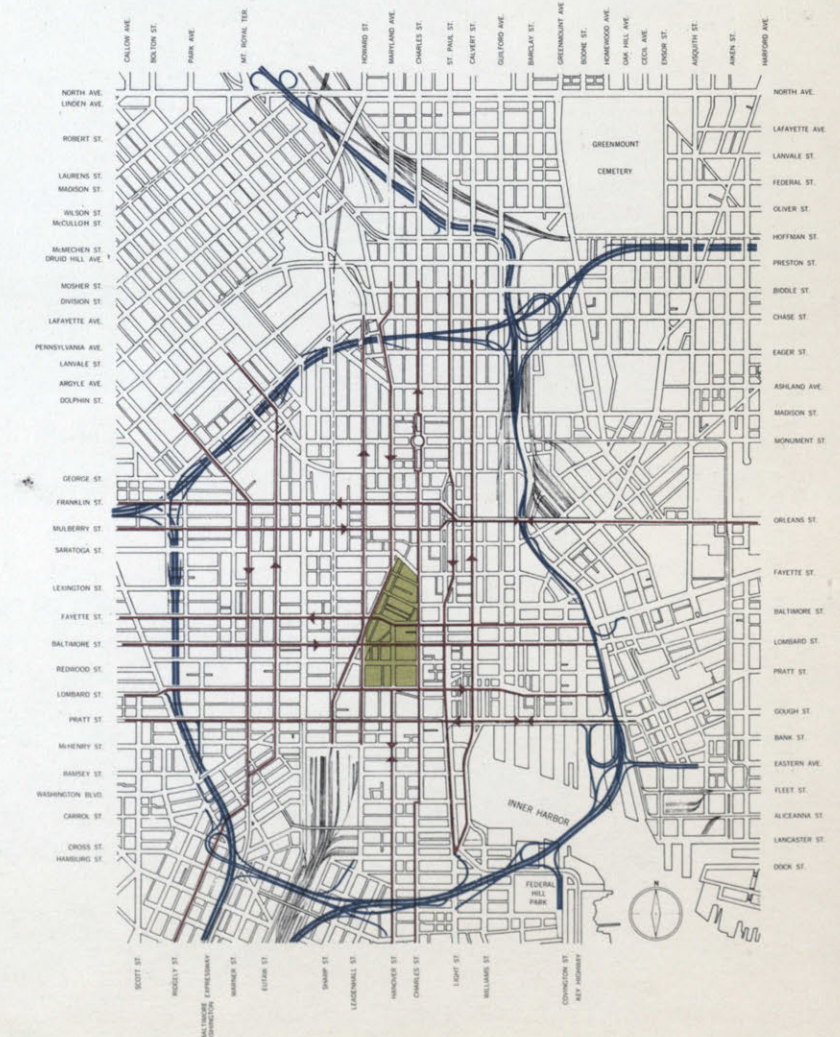 CALLOW AVE.
BOLTON ST.
PARK AVE.
MT. ROYAL TER.
HOWARD ST.
MARYLAND AVE.
CHARLES ST.
ST. PAUL ST.
CALVERT ST.
GUILFORD AVE.
BARCLAY ST.
GREENMOUNT AVE
BOONE ST.
HOMEWOOD AVE.
OAK HILL AVE.
CECIL AVE.
ENSOR ST.
AISQUITH ST.
AIKEN ST.
HARFORD AVE.
NORTH AVE.
LINDEN AVE.
ROBERT ST.
LAURENS ST.
MADISON ST.
WILSON ST.
McCULLOH ST.
McMECHEN ST.
DRUID HILL AVE.
MOSHER ST.
DIVISION ST.
LAFAYETTE AVE.
PENNSYLVANIA AVE.
LANVALE ST.
ARGYLE AVE.
DOLPHIN ST.
GEORGE ST.
FRANKLIN ST.
MULBERRY ST.
SARATOGA ST.
LEXINGTON ST.
FAYETTE ST.
BALTIMORE ST.
REDWOOD ST.
LOMBARD ST.
PRATT ST.
McHENRY ST.
RAMSEY ST.
WASHINGTON BLVD.
CARROL ST.
CROSS ST.
HAMBURG ST.
GREENMOUNT
CEMETERY
INNER HARBOR
FEDERAL
HILL
PARK
N
NORTH AVE.
LAFAYETTE AVE.
LANVALE ST.
FEDERAL ST.
OLIVER ST.
HOFFMAN ST.
PRESTON ST.
BIDDLE ST.
CHASE ST.
EAGER ST.
ASHLAND AVE.
MADISON ST.
MONUMENT ST.
ORLEANS ST.
FAYETTE ST.
BALTIMORE ST.
LOMBARD ST.
PRATT ST.
GOUGH ST.
BANK ST.
EASTERN AVE.
FLEET ST.
ALICEANNA ST.
LANCASTER ST.
DOCK ST.
SCOTT ST.
RIDGELY ST.
EXPRESSWAY
WARNER ST.
EUTAW ST.
SHARP ST.
LEADENHALL ST.
HANOVER ST.
CHARLES ST.
LIGHT ST.
WILLIAMS ST.
COVINGTON ST.
KEY HIGHWAY